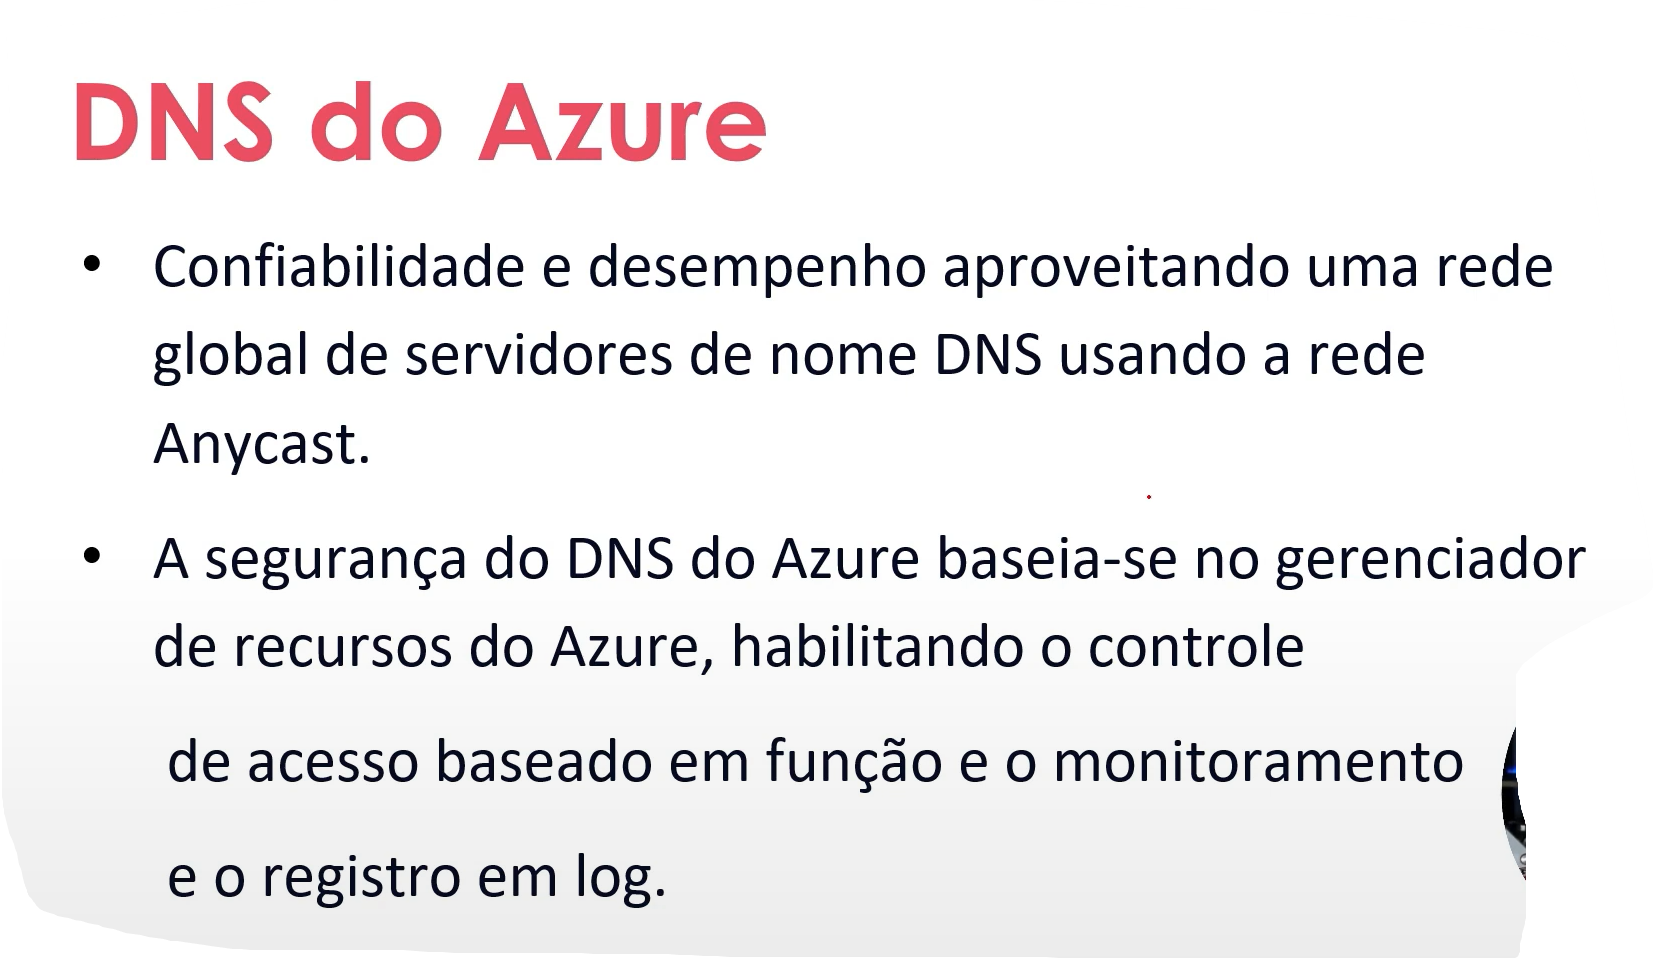 DNS do Azure
• Confiabilidade e desempenho aproveitando uma rede
global de servidores de nome DNS usando a rede
Anycast.
• A segurança do DNS do Azure baseia-se no gerenciador
de recursos do Azure, habilitando o controle
de acesso baseado em função e o monitoramento
e o registro em log.